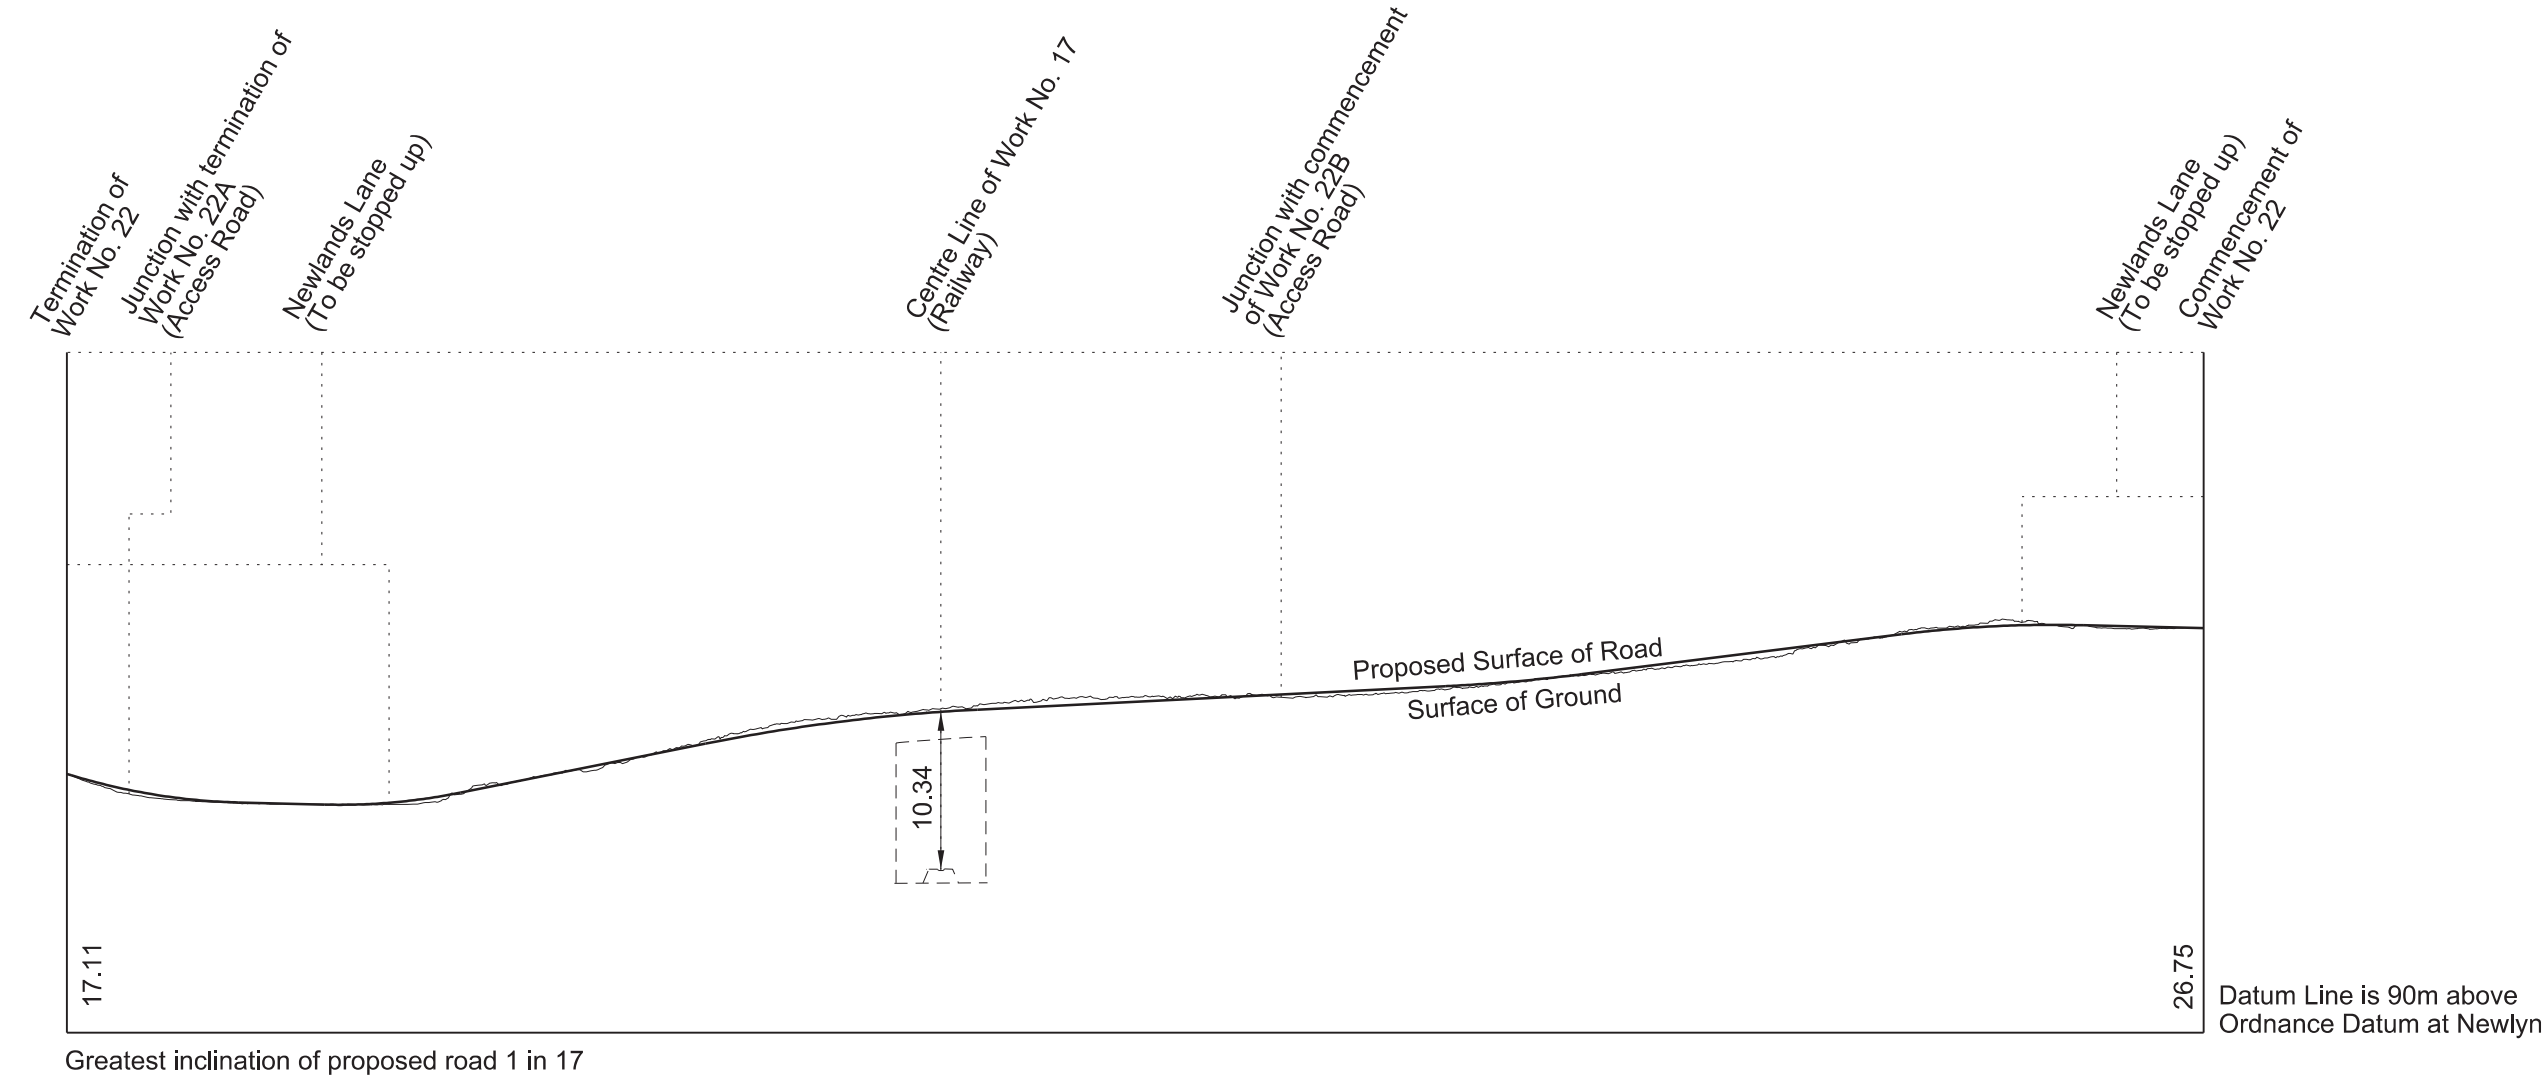 Termination of
Work No. 22
Junction with termination of
Work No. 22A
(Access Road)
Newlands Lane
(To be stopped up)
Centre Line of Work No. 17
(Railway)
Junction with commencement
of Work No. 22B
(Access Road)
Newlands Lane
(To be stopped up)
Commencement of
Work No. 22
Proposed Surface of Road
Surface of Ground
10.34
17.11
26.75
Datum Line is 90m above
Ordnance Datum at Newlyn
Greatest inclination of proposed road 1 in 17